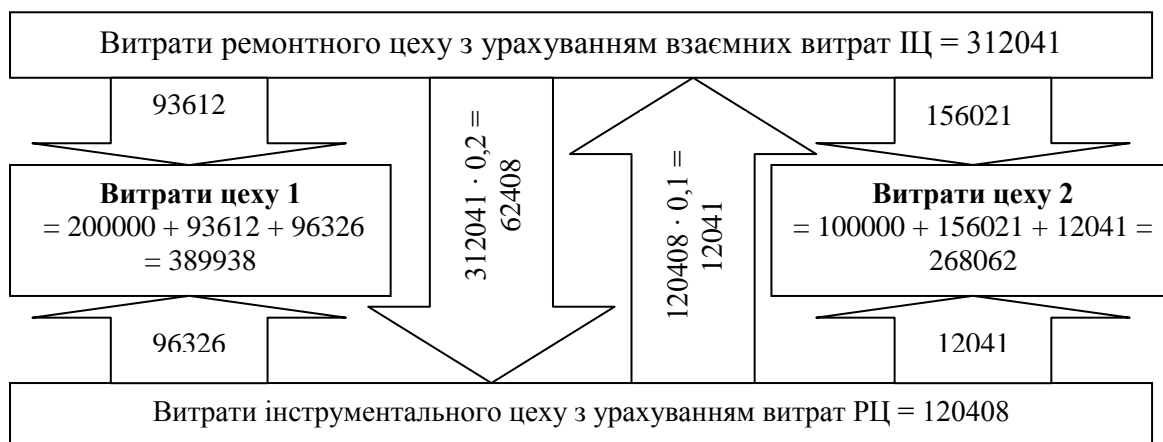 Витрати ремонтного цеху з урахуванням взаємних витрат ІЩ = 312041
93612
312041 · 0,2 =
62408
120408 · 0,1 =
12041
156021
Витрати цеху 1
= 200000 + 93612 + 96326
= 389938
Витрати цеху 2
= 100000 + 156021 + 12041 =
268062
96326
12041
Витрати інструментального цеху з урахуванням витрат РЦ = 120408